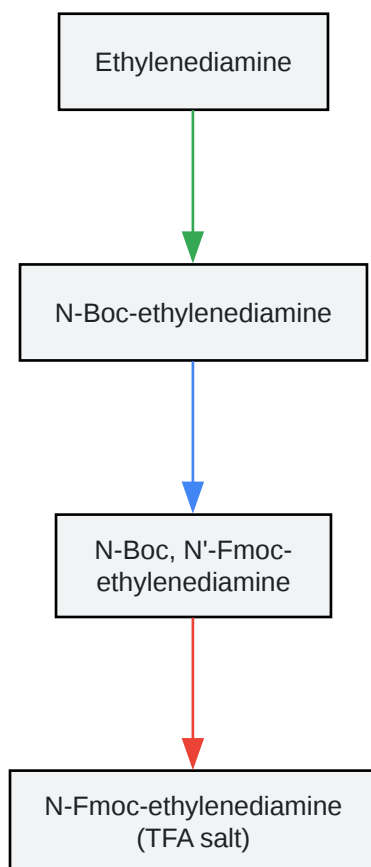 Ethylenediamine
N-Boc-ethylenediamine
N-Boc, N'-Fmoc-
ethylenediamine
N-Fmoc-ethylenediamine
(TFA salt)